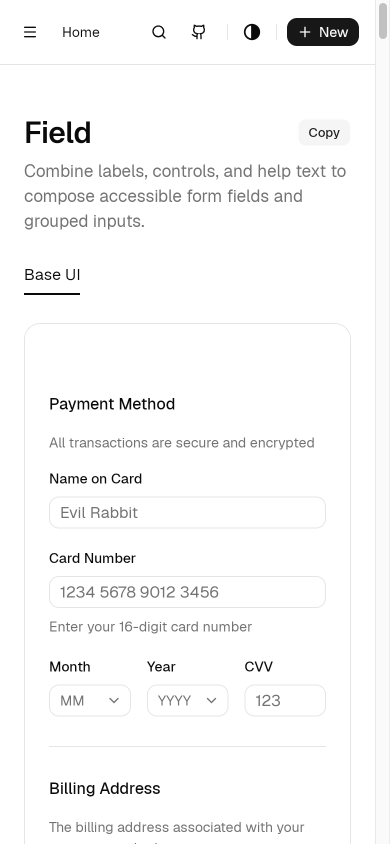 Home
New
Field
Copy
Combine labels, controls, and help text to
compose accessible form fields and
grouped inputs.
Base UI
Payment Method
All transactions are secure and encrypted
Name on Card
Evil Rabbit
Card Number
1234 5678 9012 3456
Enter your 16-digit card number
Month Year CVV
MM YYYY 123
Billing Address
The billing address associated with your